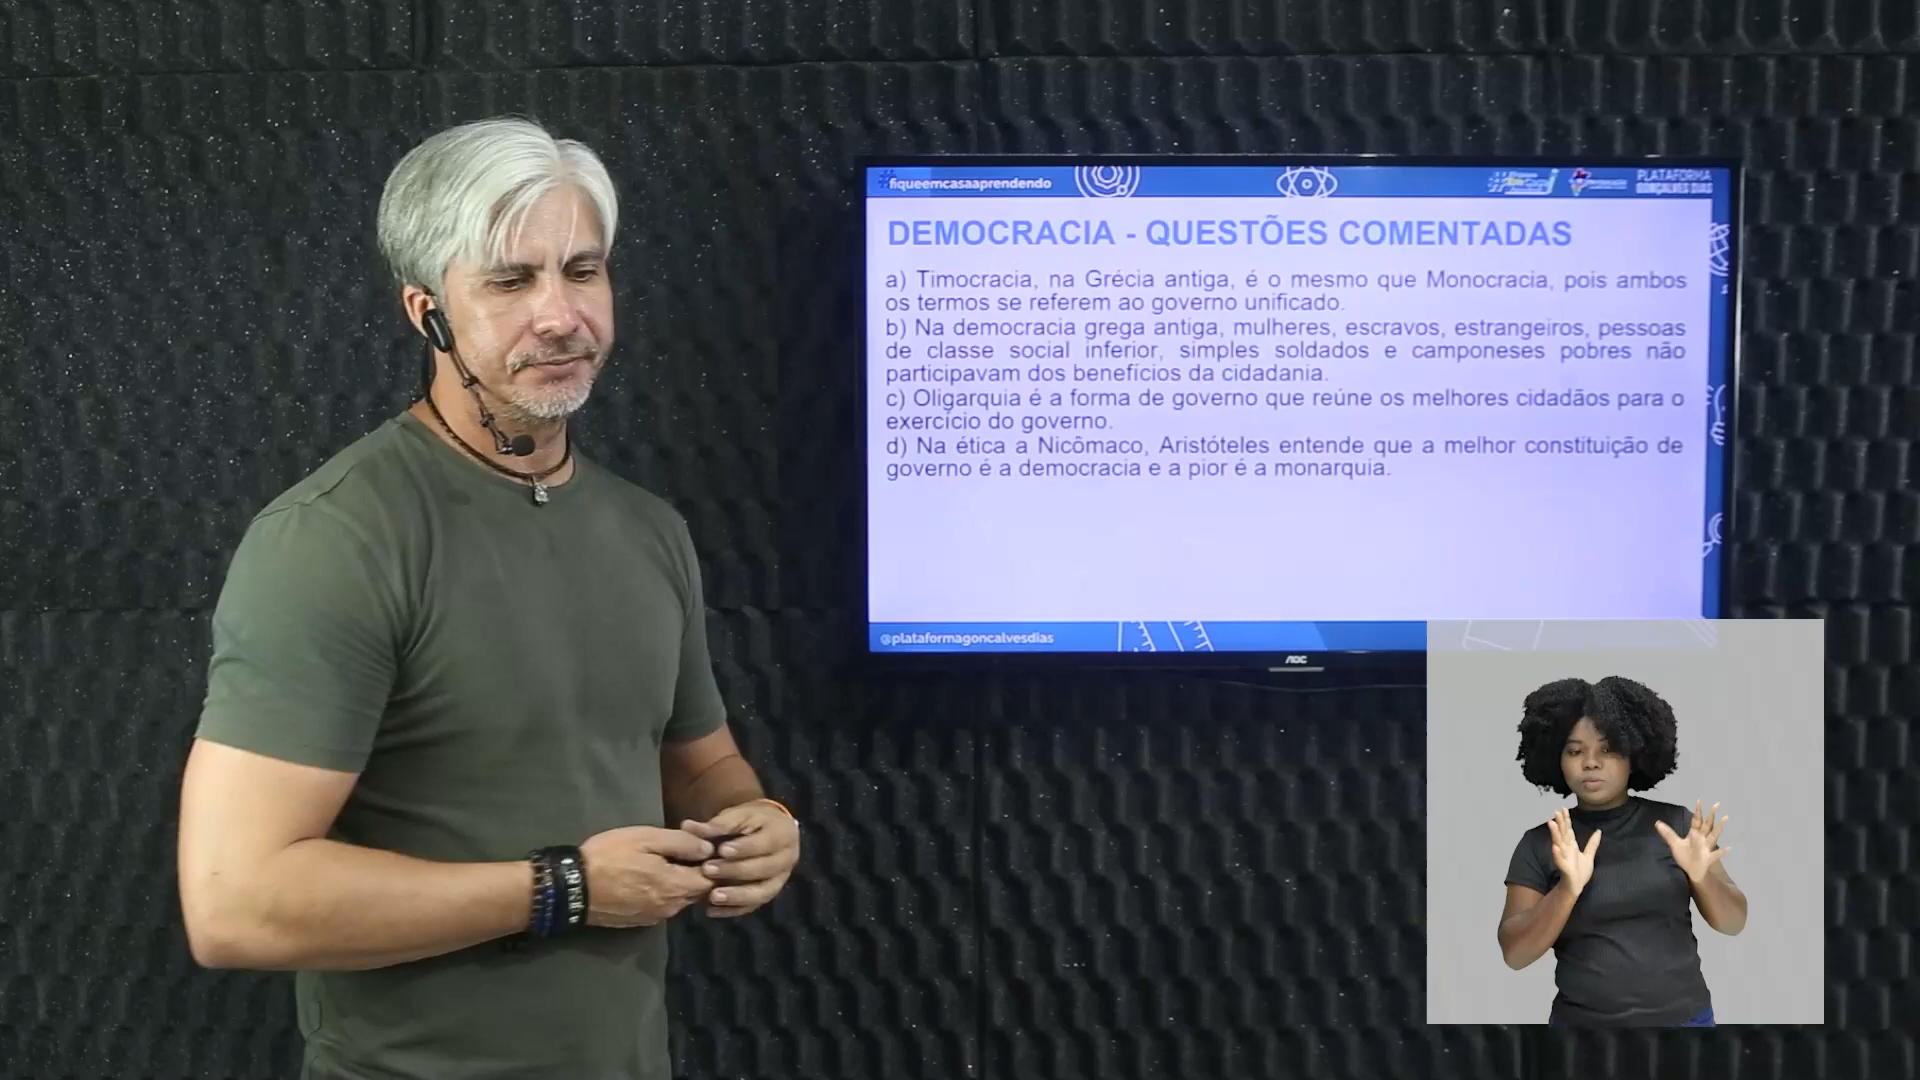 #fiqueemcasaaprendendo
PLATAFORMA
GONÇALVES DIAS
DEMOCRACIA - QUESTÕES COMENTADAS
a) Timocracia, na Grécia antiga, é o mesmo que Monocracia, pois ambos
os termos se referem ao governo unificado.
b) Na democracia grega antiga, mulheres, escravos, estrangeiros, pessoas
de classe social inferior, simples soldados e camponeses pobres não
participavam dos benefícios da cidadania.
c) Oligarquia é a forma de governo que reúne os melhores cidadãos para o
exercício do governo.
d) Na ética a Nicômaco, Aristóteles entende que a melhor constituição de
governo é a democracia e a pior é a monarquia.
@plataformagoncalvesdias
AOC